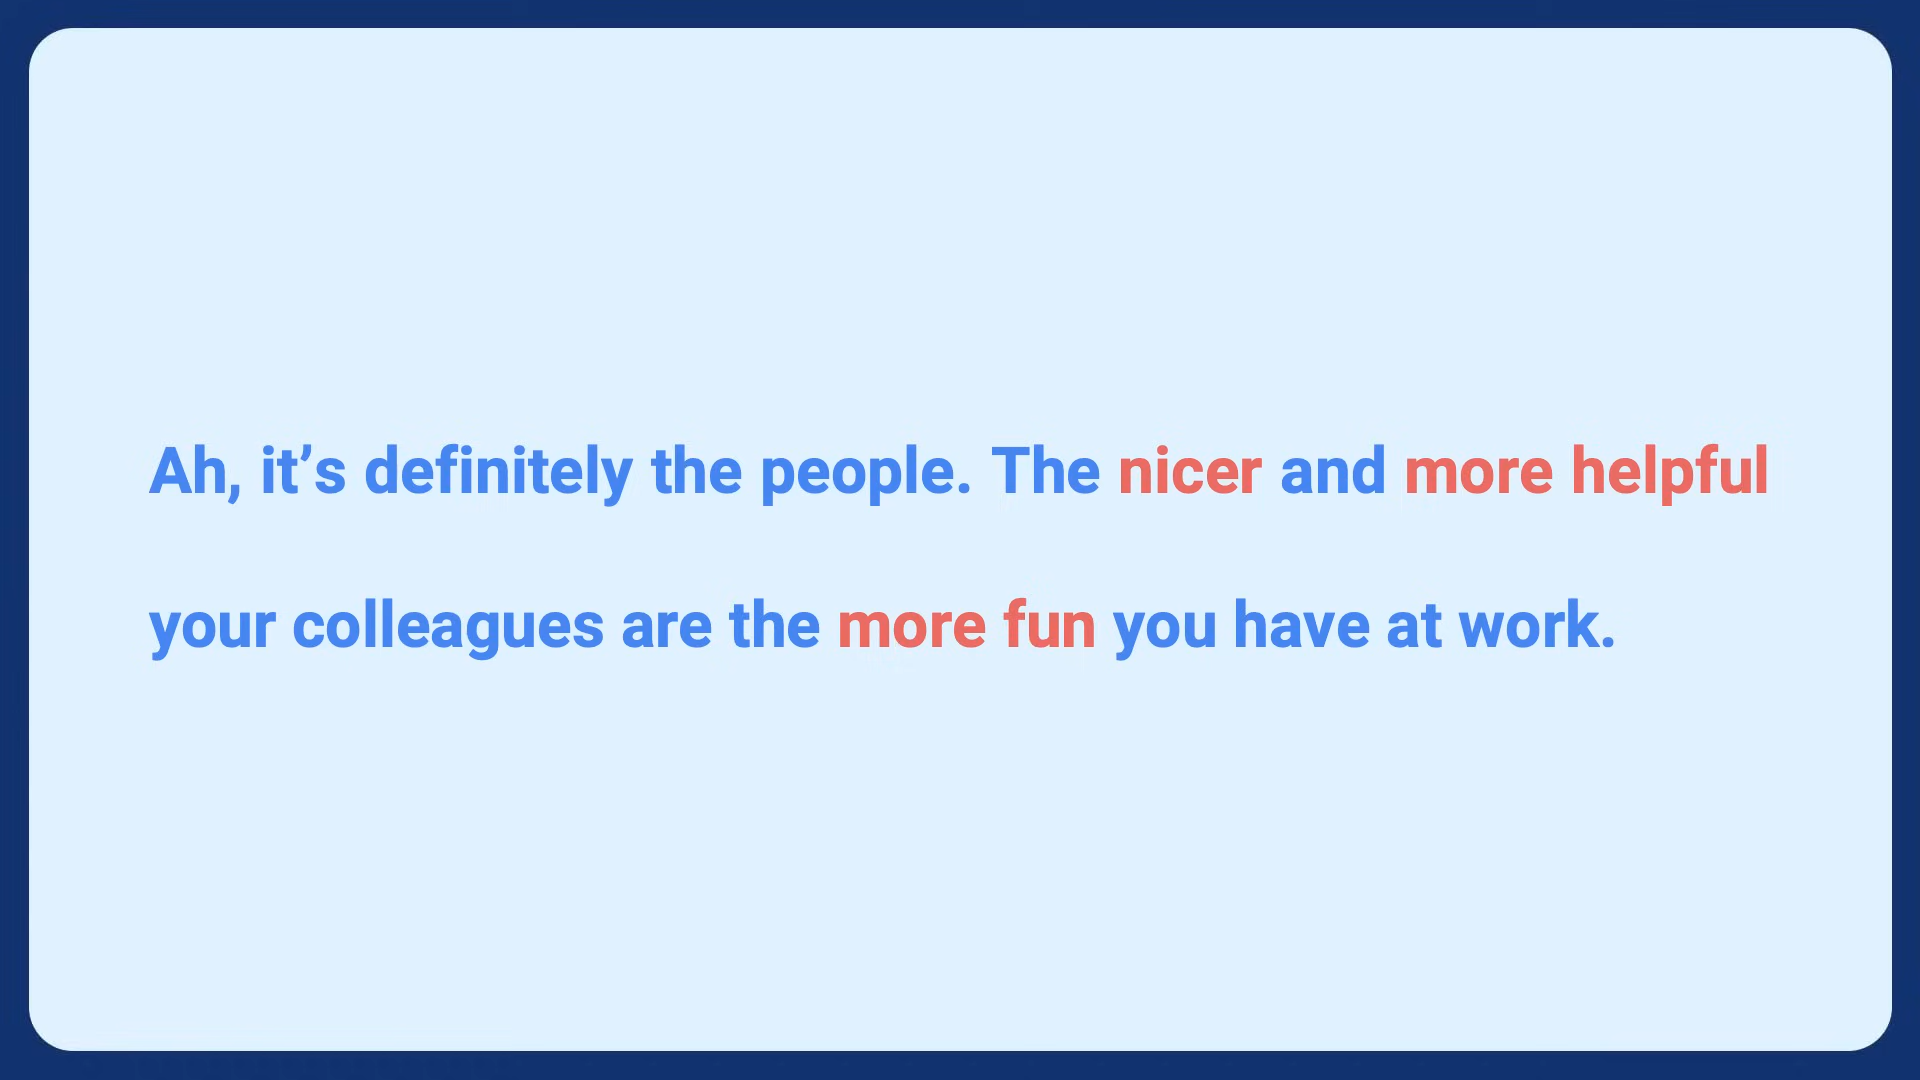 Ah, it’s definitely the people. The nicer and more helpful
your colleagues are the more fun you have at work.